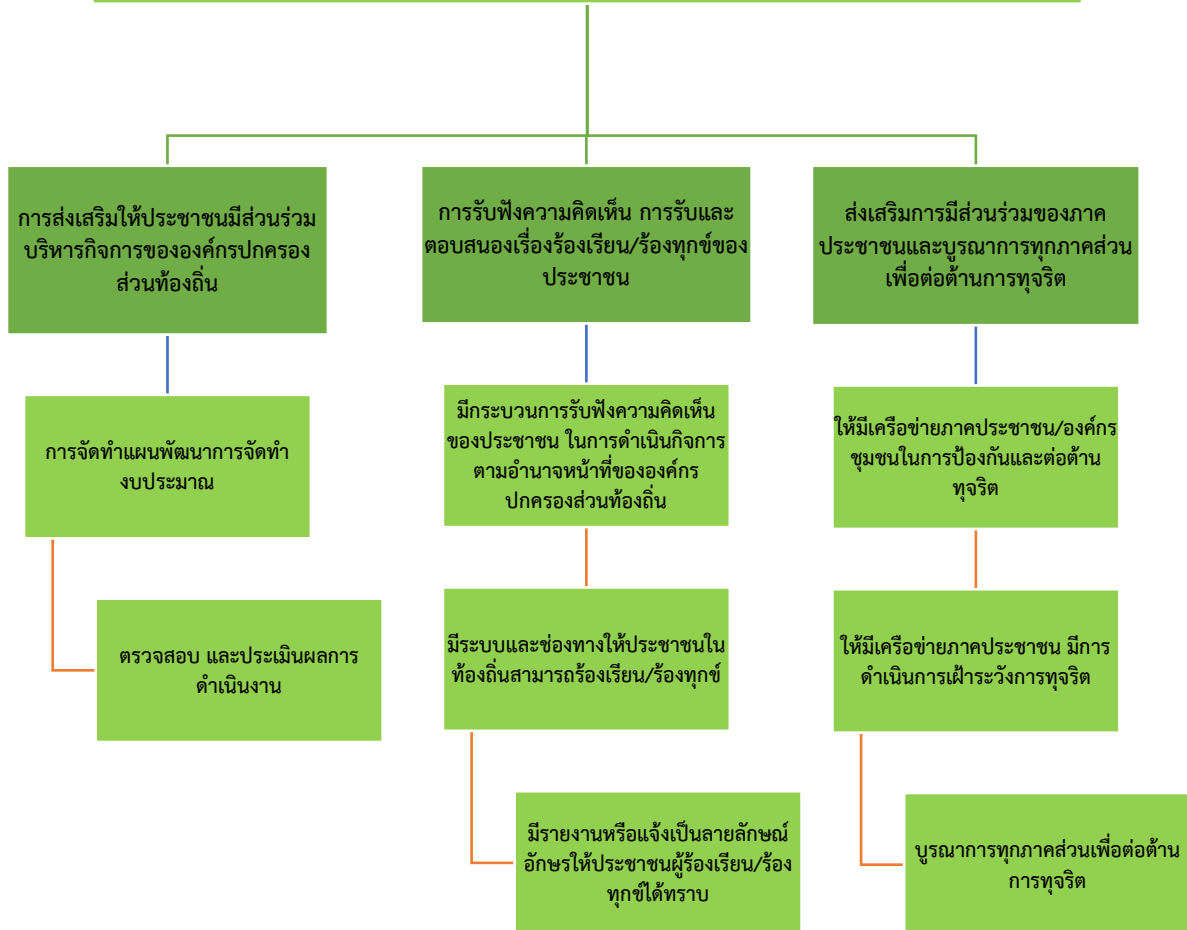 การส่งเสริมให้ประชาชนมีส่วนร่วม
บริหารกิจการขององค์กรปกครอง
ส่วนท้องถิ่น
การจัดทำแผนพัฒนาการจัดทำ
งบประมาณ
ตรวจสอบ และประเมินผลการ
ดำเนินงาน
การรับฟังความคิดเห็น การรับและ
ตอบสนองเรื่องร้องเรียน/ร้องทุกข์ของ
ประชาชน
มีกระบวนการรับฟังความคิดเห็น
ของประชาชน ในการดำเนินกิจการ
ตามอำนาจหน้าที่ขององค์กร
ปกครองส่วนท้องถิ่น
มีระบบและช่องทางให้ประชาชนใน
ท้องถิ่นสามารถร้องเรียน/ร้องทุกข์
มีรายงานหรือแจ้งเป็นลายลักษณ์
อักษรให้ประชาชนผู้ร้องเรียน/ร้อง
ทุกข์ได้ทราบ
ส่งเสริมการมีส่วนร่วมของภาค
ประชาชนและบูรณาการทุกภาคส่วน
เพื่อต่อต้านการทุจริต
ให้มีเครือข่ายภาคประชาชน/องค์กร
ชุมชนในการป้องกันและต่อต้าน
ทุจริต
ให้มีเครือข่ายภาคประชาชน มีการ
ดำเนินการเฝ้าระวังการทุจริต
บูรณาการทุกภาคส่วนเพื่อต่อต้าน
การทุจริต